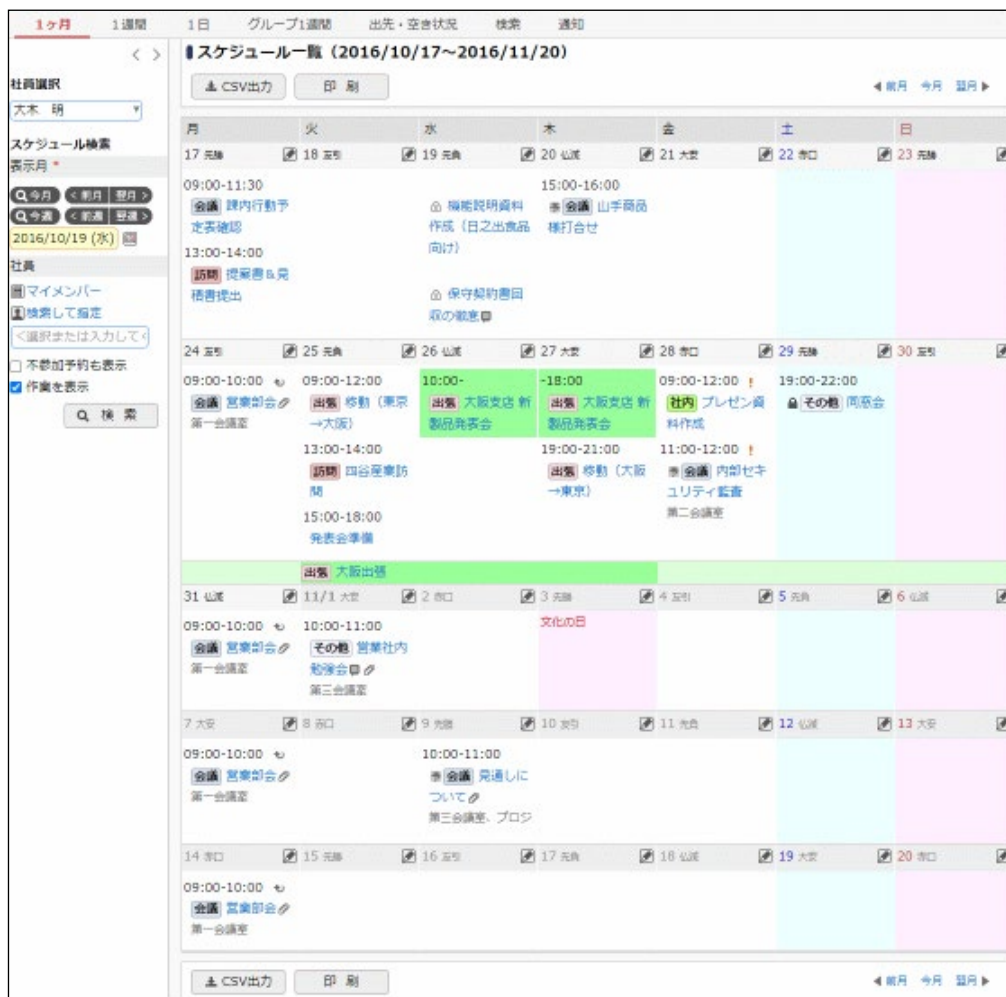 1ヶ月 1週間 1日 グループ1週間 出先・空き状況 検索 通知
スケジュール一覧（2016/10/17～2016/11/20）
CSV出力 印 刷 前月 今月 翌月
社員選択
大木 明
スケジュール検索
表示月 *
今月 < 前月 翌月 >
今週 < 前週 翌週 >
2016/10/19 (水)
社員
マイメンバー
検索して指定
<選択または入力して<
不参加予約も表示
作業を表示
検 索
月 火 水 木 金 土 日
17 先勝 18 友引 19 先負 20 仏滅 21 大安 22 赤口 23 先勝
09:00-11:30
会議 課内行動予
定表確認
13:00-14:00
訪問 提案書＆見
積書提出
機能説明資料
作成（日之出食品
向け）
保守契約書回
収の徹底
15:00-16:00
会議 山手商品
様打合せ
24 友引 25 先負 26 仏滅 27 大安 28 赤口 29 先勝 30 友引
09:00-10:00
会議 営業部会
第一会議室
09:00-12:00
出張 移動（東京
→大阪）
13:00-14:00
訪問 四谷産業訪
問
15:00-18:00
発表会準備
10:00-
出張 大阪支店 新
製品発表会
-18:00
出張 大阪支店 新
製品発表会
19:00-21:00
出張 移動（大阪
→東京）
09:00-12:00 !
社内 プレゼン資
料作成
11:00-12:00 !
会議 内部セキ
ュリティ監査
第二会議室
19:00-22:00
その他 同窓会
出張 大阪出張
31 仏滅 11/1 大安 2 赤口 3 先勝 4 友引 5 先負 6 仏滅
09:00-10:00
会議 営業部会
第一会議室
10:00-11:00
その他 営業社内
勉強会
第三会議室
文化の日
7 大安 8 赤口 9 先勝 10 友引 11 先負 12 仏滅 13 大安
09:00-10:00
会議 営業部会
第一会議室
10:00-11:00
会議 見通しに
ついて
第三会議室、プロジ
14 赤口 15 先勝 16 友引 17 先負 18 仏滅 19 大安 20 赤口
09:00-10:00
会議 営業部会
第一会議室
CSV出力 印 刷 前月 今月 翌月